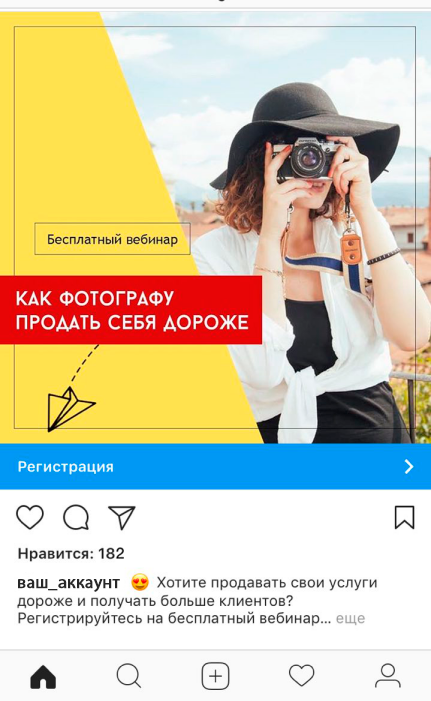 Бесплатный вебинар
КАК ФОТОГРАФУ
ПРОДАТЬ СЕБЯ ДОРОЖЕ
Регистрация
Нравится: 182
ваш_аккаунт 😍 Хотите продавать свои услуги
дороже и получать больше клиентов?
Регистрируйтесь на бесплатный вебинар... еще